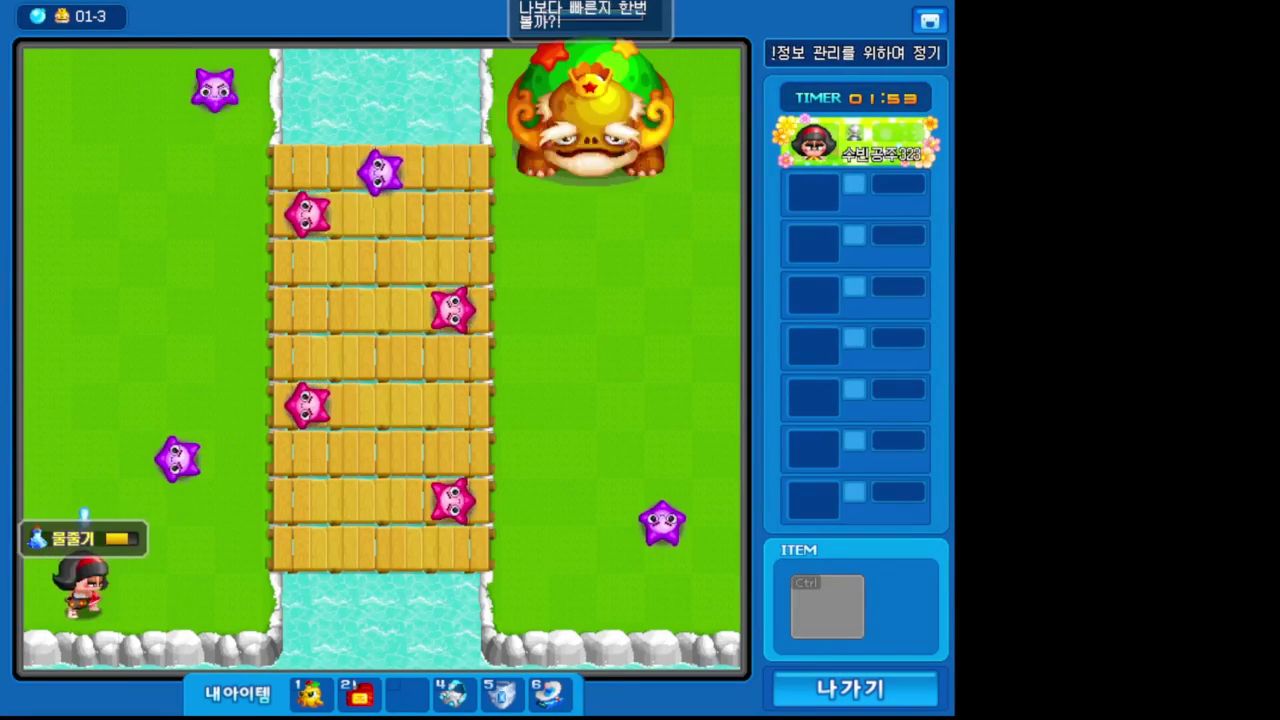 01-3
나보다 빠른지 한번
볼까?!
!정보 관리를 위하며 정기
TIMER 01:53
수빈공주323
물줄기
ITEM
Ctrl
내아이템
1
2
4
5
6
나가기